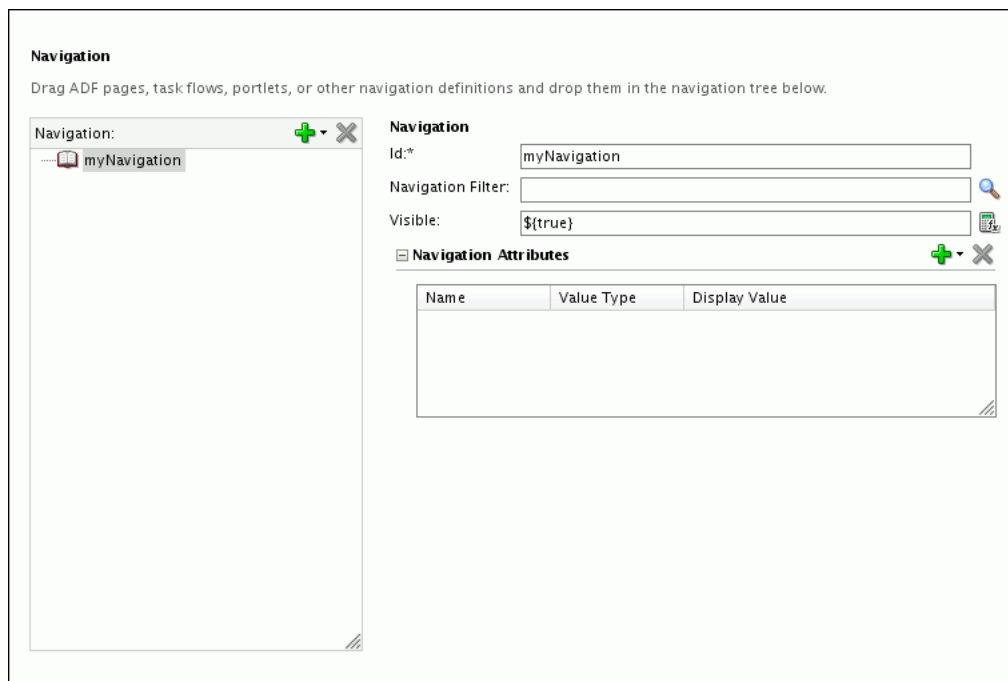 Navigation
Drag ADF pages, task flows, portlets, or other navigation definitions and drop them in the navigation tree below.
Navigation:
myNavigation
Navigation
Id:*
myNavigation
Navigation Filter:
Visible:
${true}
Navigation Attributes
Name
Value Type
Display Value